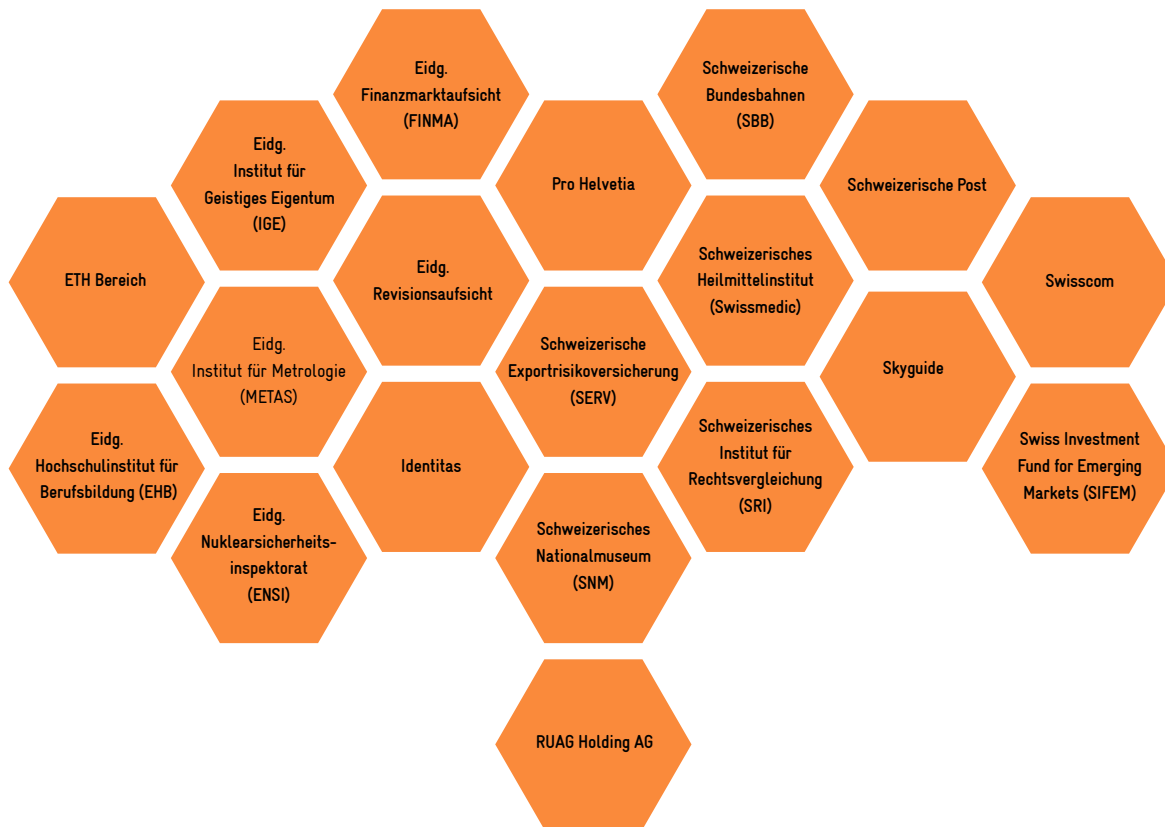 Eidg.
Finanzmarktaufsicht
(FINMA)
Schweizerische
Bundesbahnen
(SBB)
Eidg.
Institut für
Geistiges Eigentum
(IGE)
Pro Helvetia
Schweizerische Post
ETH Bereich
Eidg.
Revisionsaufsicht
Schweizerisches
Heilmittelinstitut
(Swissmedic)
Swisscom
Eidg.
Institut für Metrologie
(METAS)
Schweizerische
Exportrisikoversicherung
(SERV)
Skyguide
Eidg.
Hochschulinstitut für
Berufsbildung (EHB)
Identitas
Schweizerisches
Institut für
Rechtsvergleichung
(SRI)
Swiss Investment
Fund for Emerging
Markets (SIFEM)
Eidg.
Nuklearsicherheits-
inspektorat
(ENSI)
Schweizerisches
Nationalmuseum
(SNM)
RUAG Holding AG